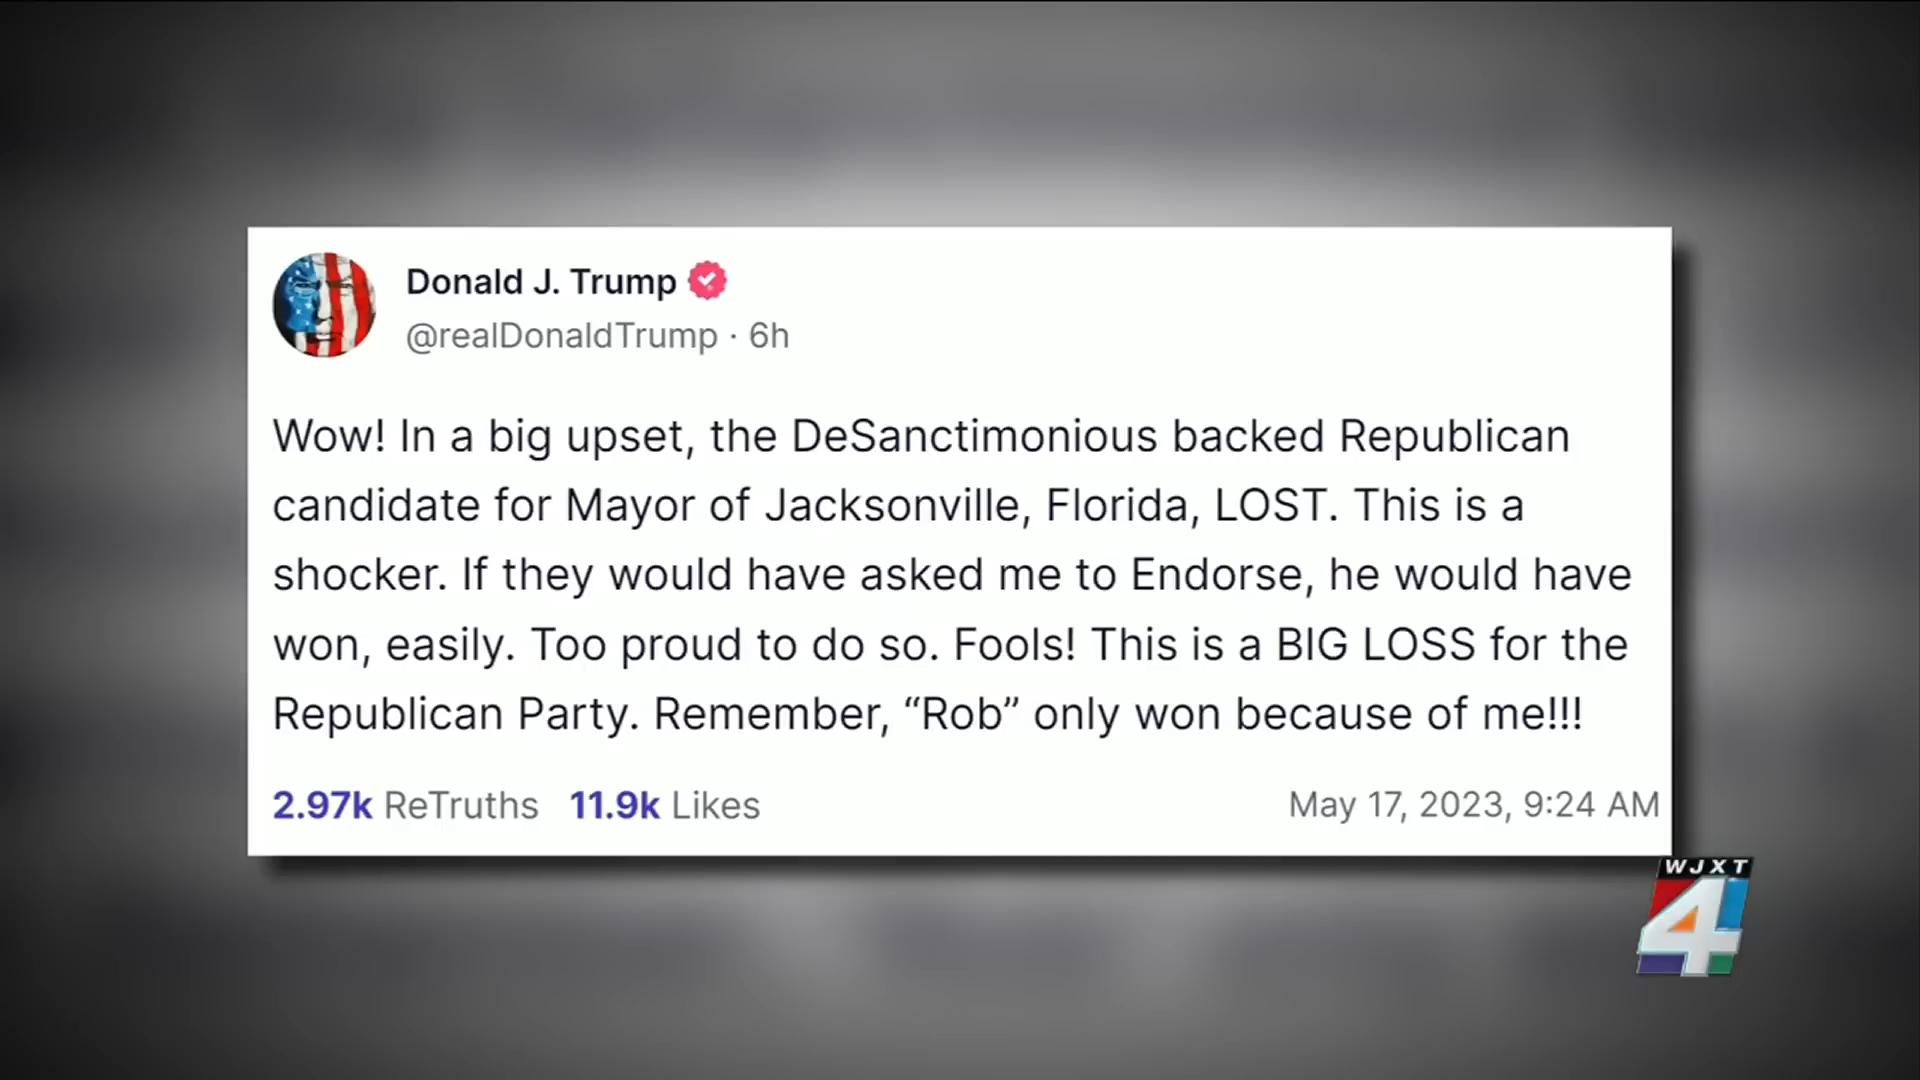 Donald J. Trump
@realDonaldTrump · 6h
Wow! In a big upset, the DeSanctimonious backed Republican
candidate for Mayor of Jacksonville, Florida, LOST. This is a
shocker. If they would have asked me to Endorse, he would have
won, easily. Too proud to do so. Fools! This is a BIG LOSS for the
Republican Party. Remember, “Rob” only won because of me!!!
2.97k ReTruths 11.9k Likes
May 17, 2023, 9:24 AM
WJXT
4